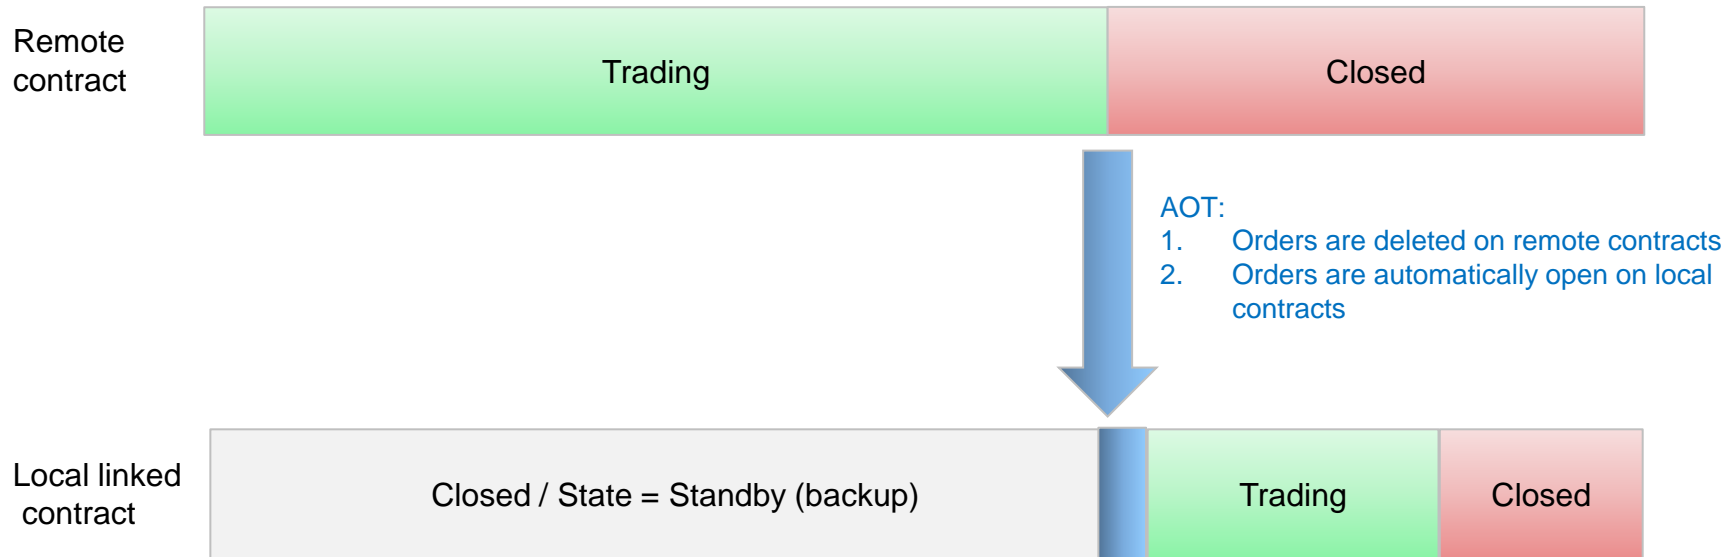 Remote
contract
Trading
Closed
AOT:
1. Orders are deleted on remote contracts
2. Orders are automatically open on local
contracts
Local linked
contract
Closed / State = Standby (backup)
Trading
Closed